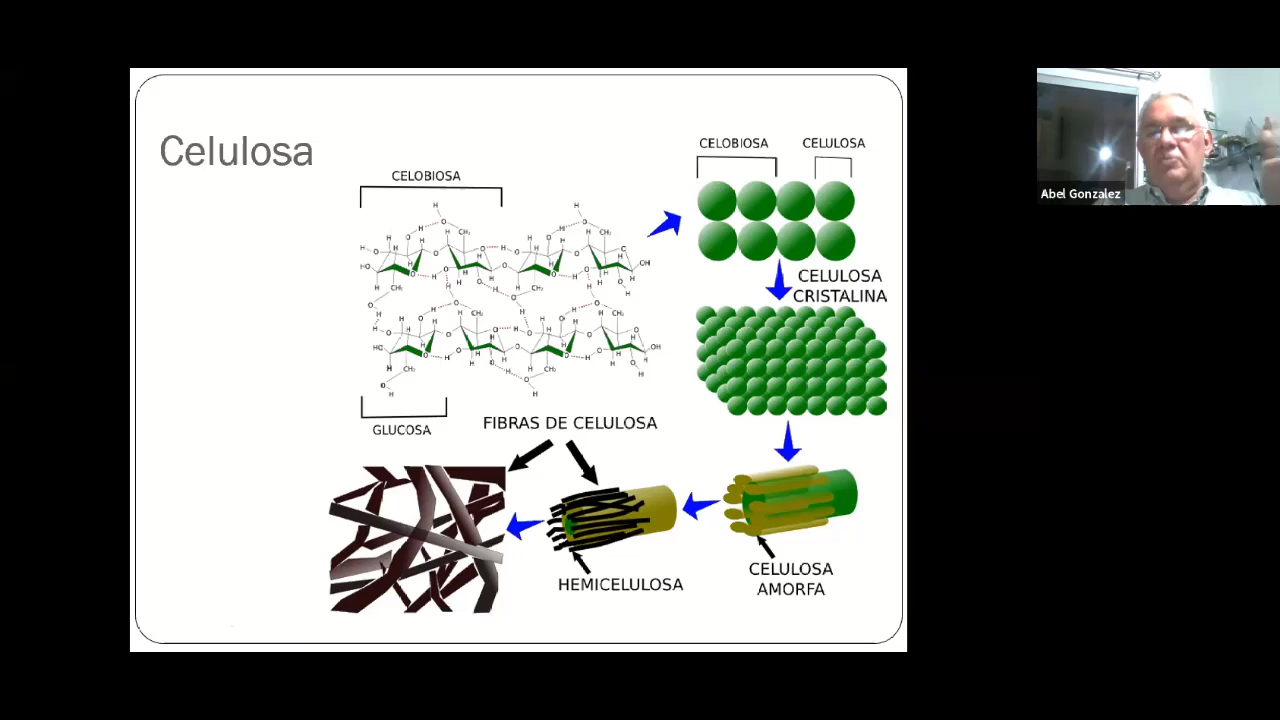 Celulosa
CELOBIOSA
CELOBIOSA
CELULOSA
CELULOSA
CRISTALINA
GLUCOSA
FIBRAS DE CELULOSA
HEMICELULOSA
CELULOSA
AMORFA
Abel Gonzalez